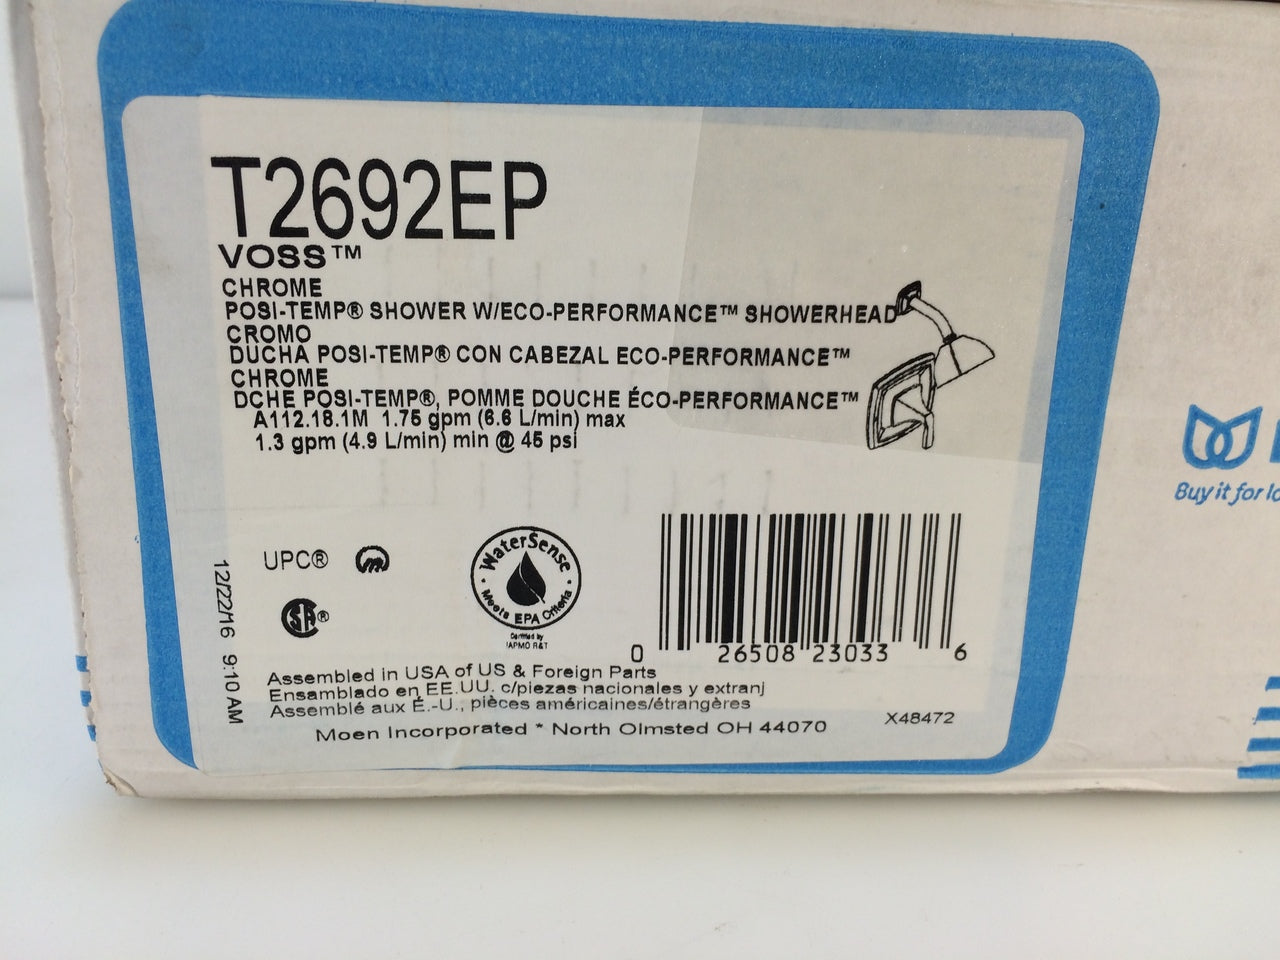 T2692EP
VOSS™
CHROME
POSI-TEMP® SHOWER W/ECO-PERFORMANCE™ SHOWERHEAD
CROMO
DUCHA POSI-TEMP® CON CABEZAL ECO-PERFORMANCE™
CHROME
DCHE POSI-TEMP®, POMME DOUCHE ÉCO-PERFORMANCE™
A112.18.1M 1.75 gpm (6.6 L/min) max
1.3 gpm (4.9 L/min) min @ 45 psi
Buy it for
UPC®
SA®
WaterSense
Meets EPA Criteria
Certified by
IAPMO R&T
0 26508 23033 6
12/22/16 9:10 AM
Assembled in USA of US & Foreign Parts
Ensamblado en EE.UU. c/piezas nacionales y extranj
Assemblé aux É.-U., pièces américaines/étrangères
Moen Incorporated * North Olmsted OH 44070
X48472